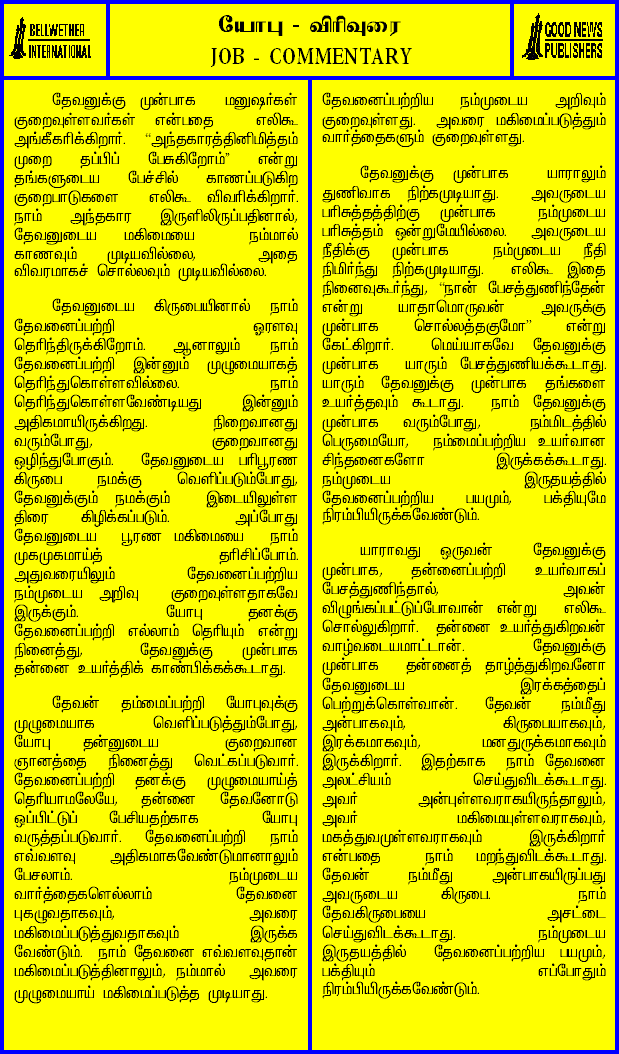 BELLWETHER
INTERNATIONAL
யோபு - விரிவுரை
JOB - COMMENTARY
GOOD NEWS
PUBLISHERS
தேவனுக்கு முன்பாக மனுஷர்கள்
குறைவுள்ளவர்கள் என்பதை எலிகூ
அங்கீகரிக்கிறார். “அந்தகாரத்தினிமித்தம்
முறை தப்பிப் பேசுகிறோம்” என்று
தங்களுடைய பேச்சில் காணப்படுகிற
குறைபாடுகளை எலிகூ விவரிக்கிறார்.
நாம் அந்தகார இருளிலிருப்பதினால்,
தேவனுடைய மகிமையை நம்மால்
காணவும் முடியவில்லை, அதை
விவரமாகச் சொல்லவும் முடியவில்லை.
தேவனுடைய கிருபையினால் நாம்
தேவனைப்பற்றி ஓரளவு
தெரிந்திருக்கிறோம். ஆனாலும் நாம்
தேவனைப்பற்றி இன்னும் முழுமையாகத்
தெரிந்துகொள்ளவில்லை. நாம்
தெரிந்துகொள்ளவேண்டியது இன்னும்
அதிகமாயிருக்கிறது. நிறைவானது
வரும்போது, குறைவானது
ஒழிந்துபோகும். தேவனுடைய பரிபூரண
கிருபை நமக்கு வெளிப்படும்போது,
தேவனுக்கும் நமக்கும் இடையிலுள்ள
திரை கிழிக்கப்படும். அப்போது
தேவனுடைய பூரண மகிமையை நாம்
முகமுகமாய்த் தரிசிப்போம்.
அதுவரையிலும் தேவனைப்பற்றிய
நம்முடைய அறிவு குறைவுள்ளதாகவே
இருக்கும். யோபு தனக்கு
தேவனைப்பற்றி எல்லாம் தெரியும் என்று
நினைத்து, தேவனுக்கு முன்பாக
தன்னை உயர்த்திக் காண்பிக்கக்கூடாது.
தேவன் தம்மைப்பற்றி யோபுவுக்கு
முழுமையாக வெளிப்படுத்தும்போது,
யோபு தன்னுடைய குறைவான
ஞானத்தை நினைத்து வெட்கப்படுவார்.
தேவனைப்பற்றி தனக்கு முழுமையாய்த்
தெரியாமலேயே, தன்னை தேவனோடு
ஒப்பிட்டுப் பேசியதற்காக யோபு
வருத்தப்படுவார். தேவனைப்பற்றி நாம்
எவ்வளவு அதிகமாகவேண்டுமானாலும்
பேசலாம். நம்முடைய
வார்த்தைகளெல்லாம் தேவனை
புகழுவதாகவும், அவரை
மகிமைப்படுத்துவதாகவும் இருக்க
வேண்டும். நாம் தேவனை எவ்வளவுதான்
மகிமைப்படுத்தினாலும், நம்மால் அவரை
முழுமையாய் மகிமைப்படுத்த முடியாது.
தேவனைப்பற்றிய நம்முடைய அறிவும்
குறைவுள்ளது. அவரை மகிமைப்படுத்தும்
வார்த்தைகளும் குறைவுள்ளது.
தேவனுக்கு முன்பாக யாராலும்
துணிவாக நிற்கமுடியாது. அவருடைய
பரிசுத்தத்திற்கு முன்பாக நம்முடைய
பரிசுத்தம் ஒன்றுமேயில்லை. அவருடைய
நீதிக்கு முன்பாக நம்முடைய நீதி
நிமிர்ந்து நிற்கமுடியாது. எலிகூ இதை
நினைவுகூர்ந்து, “நான் பேசத்துணிந்தேன்
என்று யாதாமொருவன் அவருக்கு
முன்பாக சொல்லத்தகுமோ” என்று
கேட்கிறார். மெய்யாகவே தேவனுக்கு
முன்பாக யாரும் பேசத்துணியக்கூடாது.
யாரும் தேவனுக்கு முன்பாக தங்களை
உயர்த்தவும் கூடாது. நாம் தேவனுக்கு
முன்பாக வரும்போது, நம்மிடத்தில்
பெருமையோ, நம்மைப்பற்றிய உயர்வான
சிந்தனைகளோ இருக்கக்கூடாது.
நம்முடைய இருதயத்தில்
தேவனைப்பற்றிய பயமும், பக்தியுமே
நிரம்பியிருக்கவேண்டும்.
யாராவது ஒருவன் தேவனுக்கு
முன்பாக, தன்னைப்பற்றி உயர்வாகப்
பேசத்துணிந்தால், அவன்
விழுங்கப்பட்டுப்போவான் என்று எலிகூ
சொல்லுகிறார். தன்னை உயர்த்துகிறவன்
வாழ்வடையமாட்டான். தேவனுக்கு
முன்பாக தன்னைத் தாழ்த்துகிறவனோ
தேவனுடைய இரக்கத்தைப்
பெற்றுக்கொள்வான். தேவன் நம்மீது
அன்பாகவும், கிருபையாகவும்,
இரக்கமாகவும், மனதுருக்கமாகவும்
இருக்கிறார். இதற்காக நாம் தேவனை
அலட்சியம் செய்துவிடக்கூடாது.
அவர் அன்புள்ளவராகயிருந்தாலும்,
அவர் மகிமையுள்ளவராகவும்,
மகத்துவமுள்ளவராகவும் இருக்கிறார்
என்பதை நாம் மறந்துவிடக்கூடாது.
தேவன் நம்மீது அன்பாகயிருப்பது
அவருடைய கிருபை. நாம்
தேவகிருபையை அசட்டை
செய்துவிடக்கூடாது. நம்முடைய
இருதயத்தில் தேவனைப்பற்றிய பயமும்,
பக்தியும் எப்போதும்
நிரம்பியிருக்கவேண்டும்.